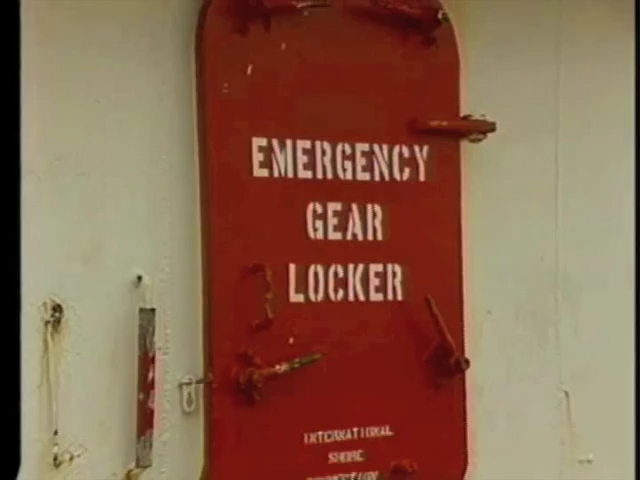 EMERGENCY
GEAR
LOCKER
INTERNATIONAL
SHORE